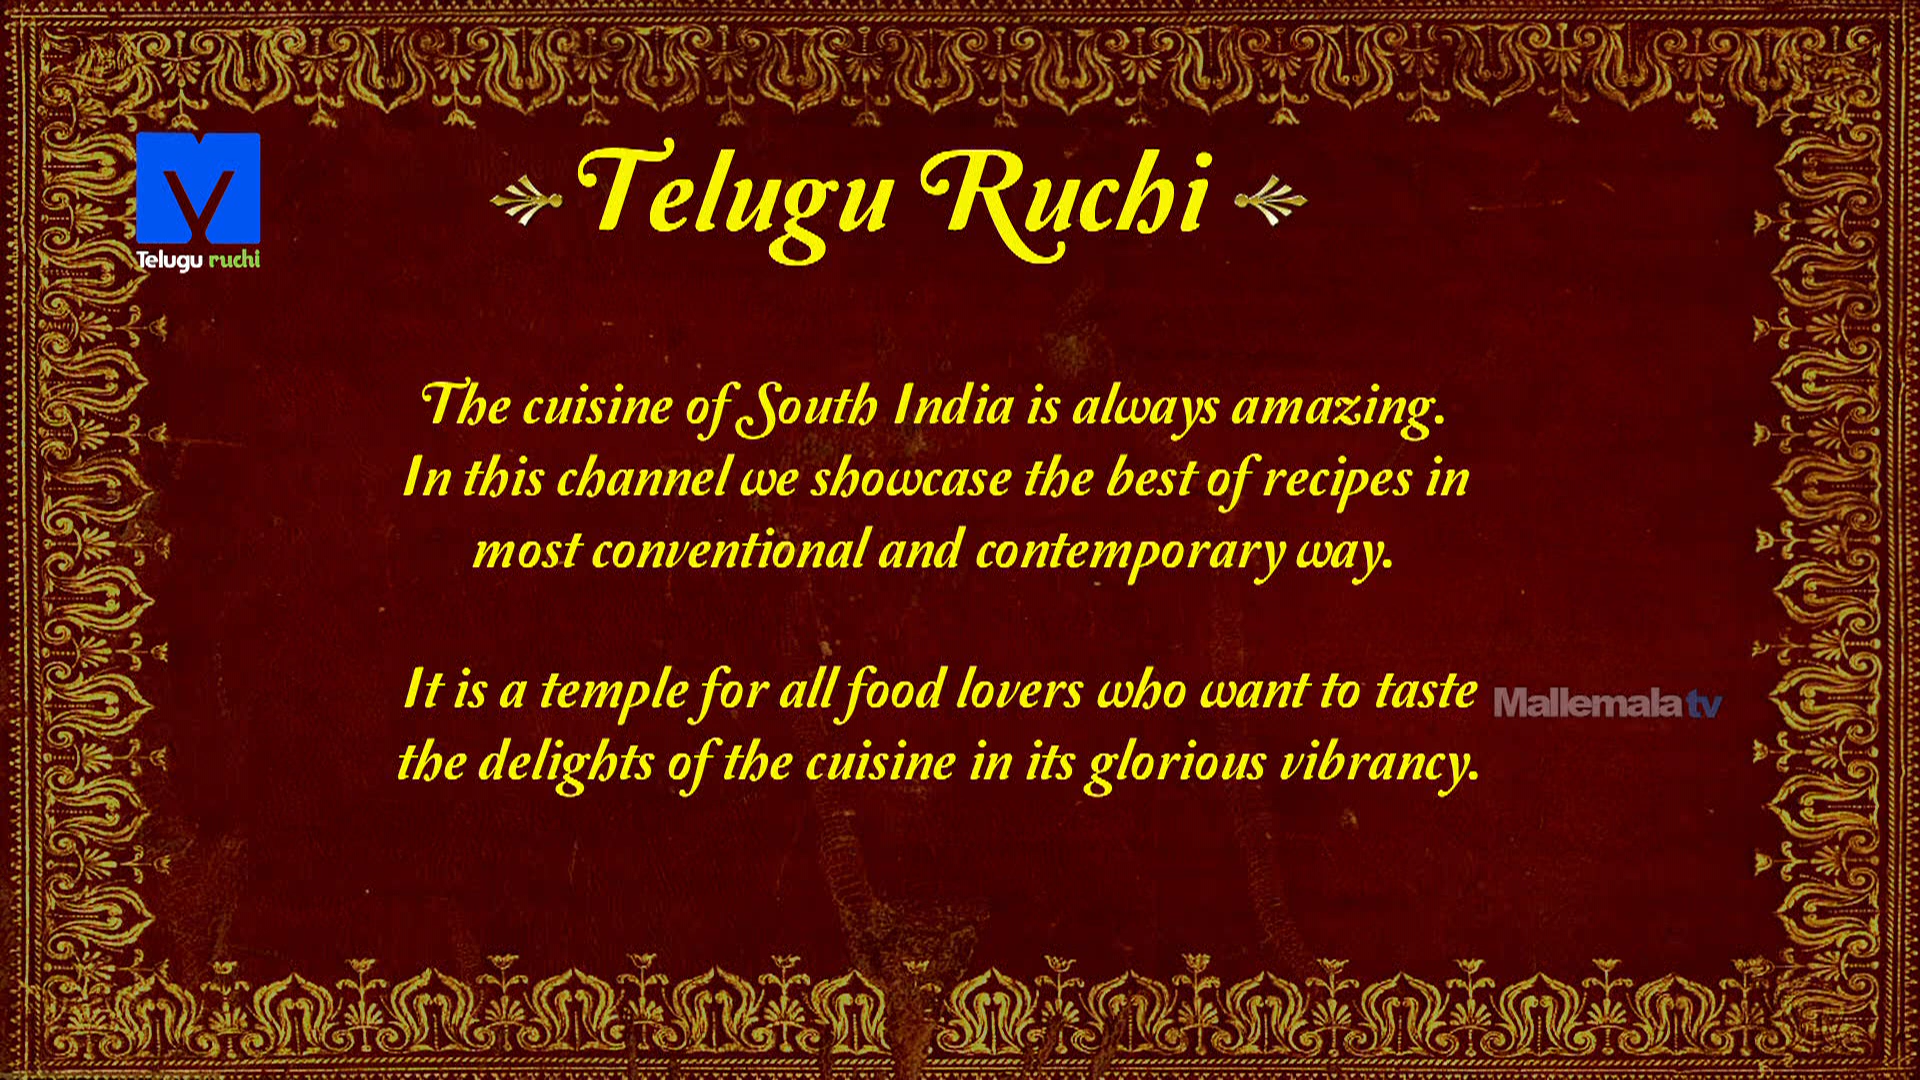 Telugu Ruchi
Telugu ruchi
The cuisine of South India is always amazing.
In this channel we showcase the best of recipes in
most conventional and contemporary way.
It is a temple for all food lovers who want to taste
the delights of the cuisine in its glorious vibrancy.
Mallemala tv